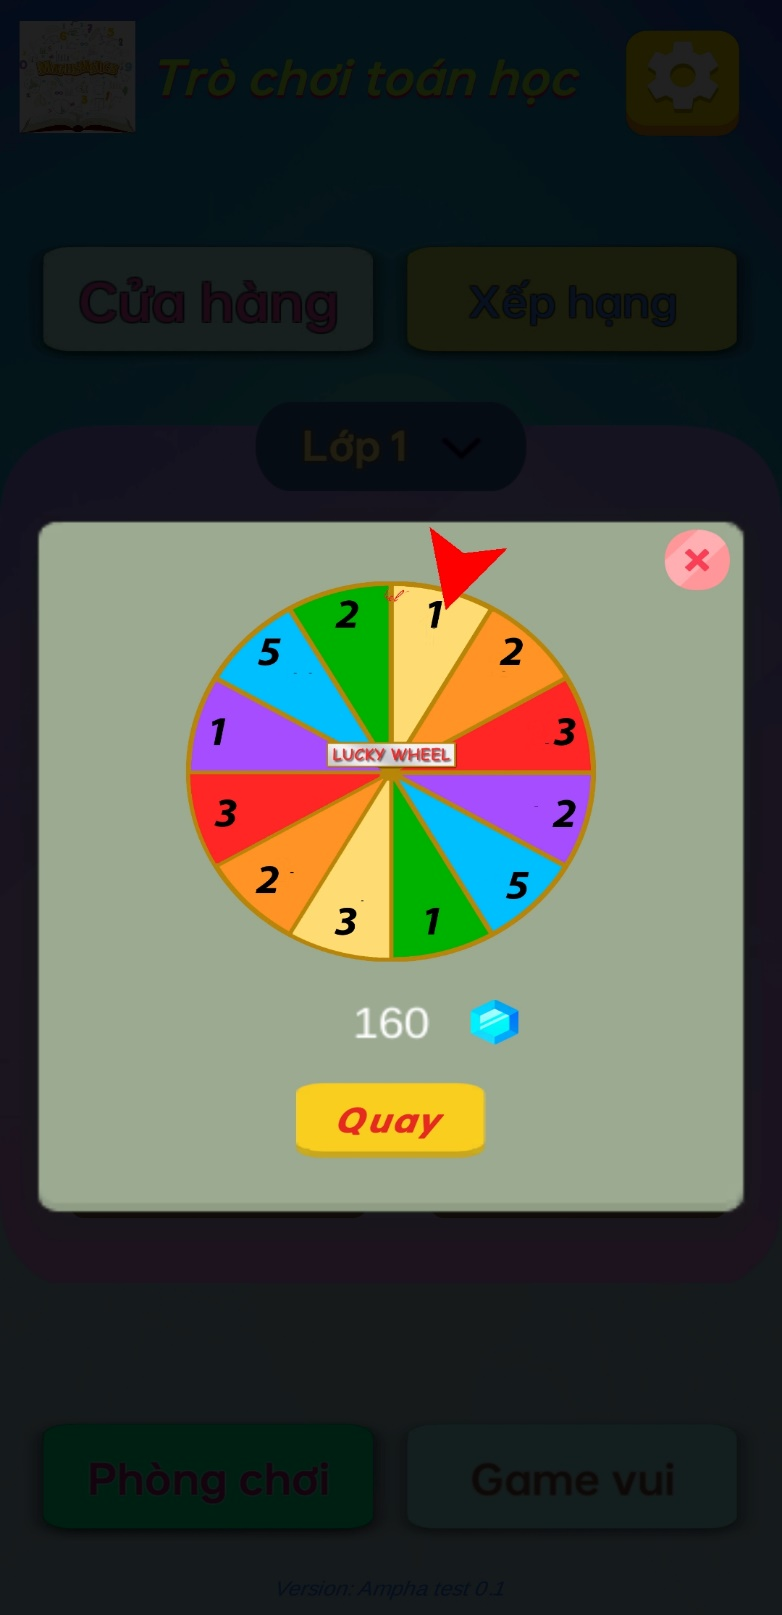 Trò chơi toán học
Cửa hàng
Xếp hạng
Lớp 1
2
1
5
2
1
3
LUCKY WHEEL
3
2
2
5
3
1
160
Quay
Phòng chơi
Game vui
Version: Ampha test 0.1